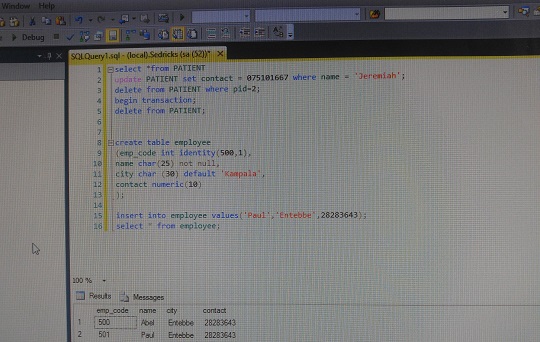 Window Help
Debug
SQLQuery1.sql - (local).Sedricks (sa (52))*
1 select *from PATIENT
2 update PATIENT set contact = 075101667 where name = 'Jeremiah';
3 delete from PATIENT where pid=2;
4 begin transaction;
5 delete from PATIENT;
6
7
8 create table employee
9 (emp_code int identity(500,1),
10 name char(25) not null,
11 city char (30) default 'Kampala',
12 contact numeric(10)
13 );
14
15 insert into employee values('Paul','Entebbe',28283643);
16 select * from employee;
100 %
Results Messages
emp_code name city contact
1 500 Abel Entebbe 28283643
2 501 Paul Entebbe 28283643